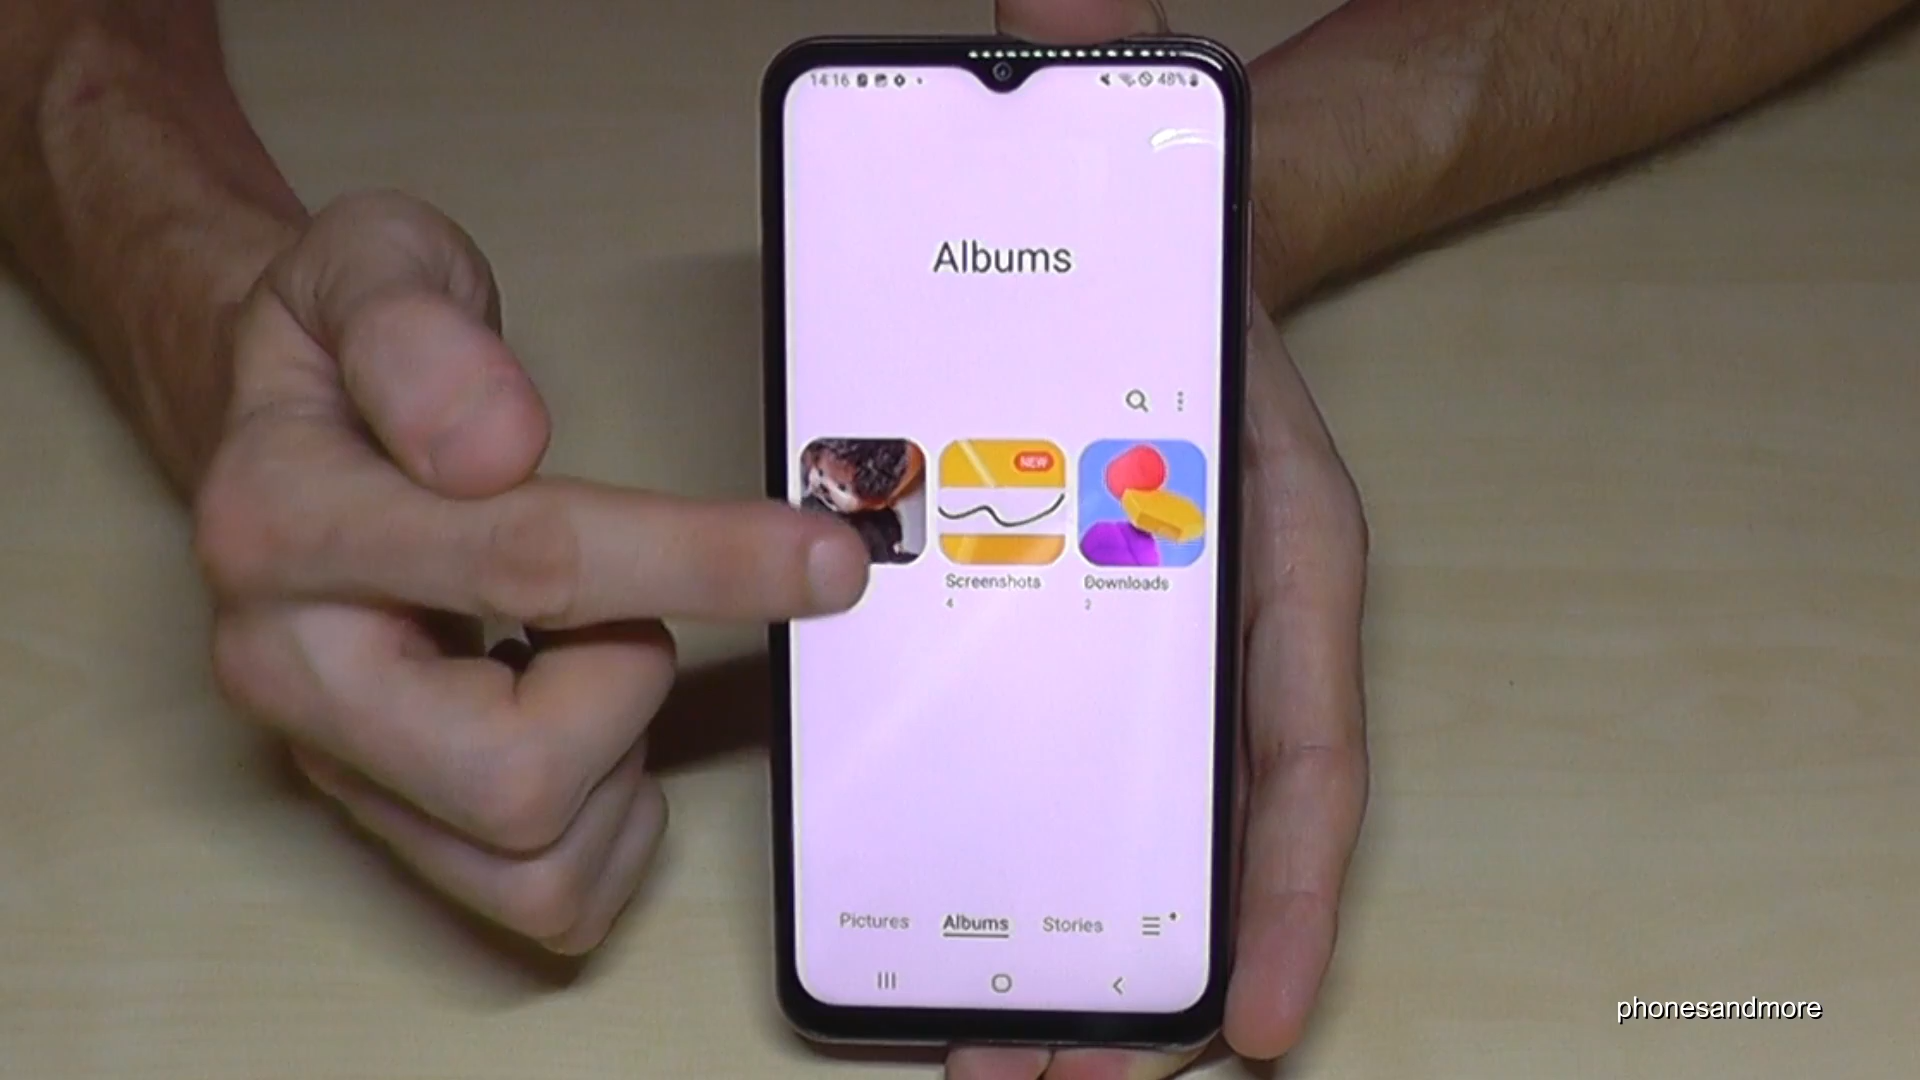 14:16
48%
Albums
NEW
Screenshots
Downloads
4
2
Pictures
Albums
Stories
phonesandmore